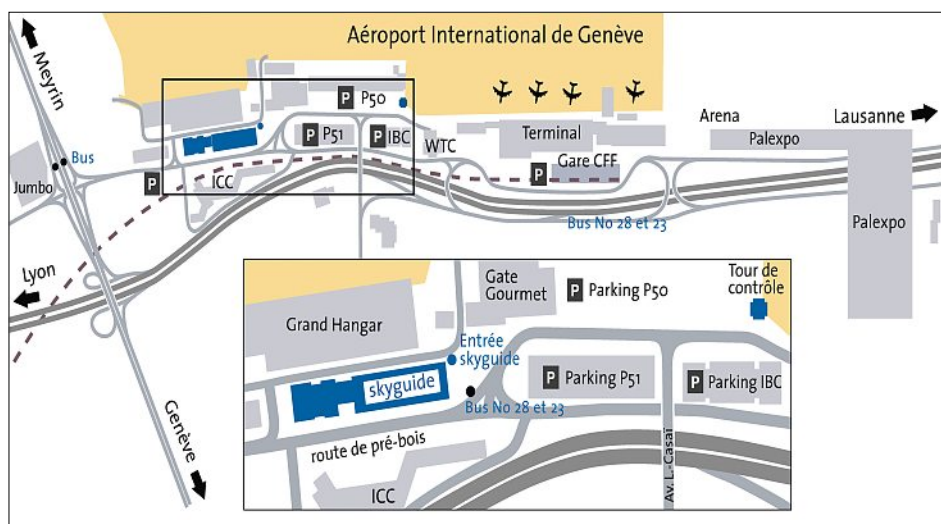 Aéroport International de Genève
Meyrin
Lausanne
P P50
Arena
Palexpo
Terminal
P P51
P IBC
WTC
Gare CFF
P
Bus
Jumbo
P
ICC
Palexpo
Bus No 28 et 23
Lyon
Genève
Gate
Gourmet
P Parking P50
Tour de
contrôle
Grand Hangar
Entrée
skyguide
skyguide
P Parking P51
P Parking IBC
Bus No 28 et 23
route de pré-bois
ICC
Av. L.-Casaï